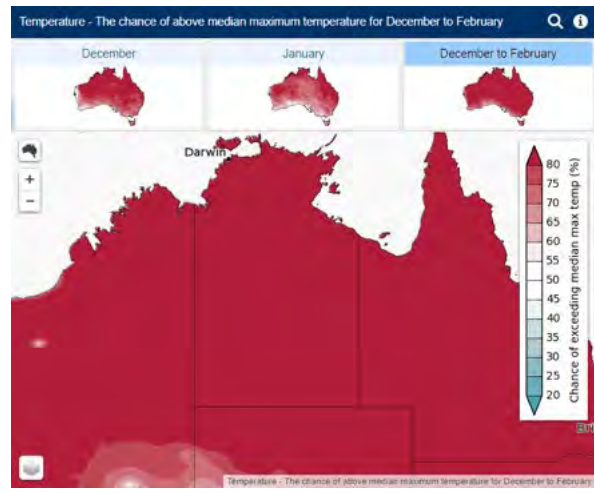 Temperature - The chance of above median maximum temperature for December to February
December
January
December to February
Darwin
+
−
80
75
70
65
60
55
50
45
40
35
30
25
20
Chance of exceeding median max temp (%)
Bri
Temperature - The chance of above median maximum temperature for December to February